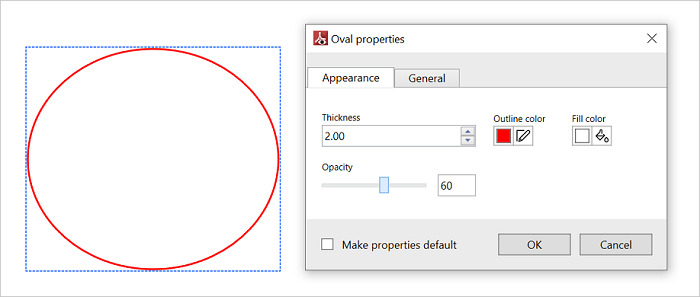 Oval properties
Appearance General
Thickness Outline color Fill color
2.00
Opacity
60
Make properties default OK Cancel